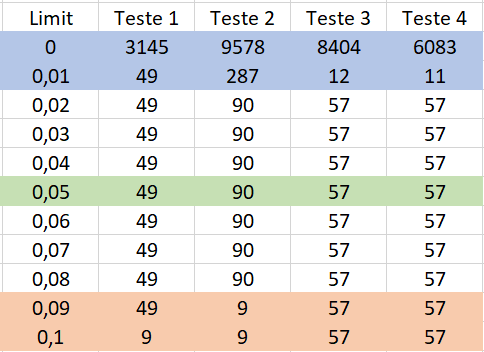 Limit Teste 1 Teste 2 Teste 3 Teste 4
0 3145 9578 8404 6083
0,01 49 287 12 11
0,02 49 90 57 57
0,03 49 90 57 57
0,04 49 90 57 57
0,05 49 90 57 57
0,06 49 90 57 57
0,07 49 90 57 57
0,08 49 90 57 57
0,09 49 9 57 57
0,1 9 9 57 57